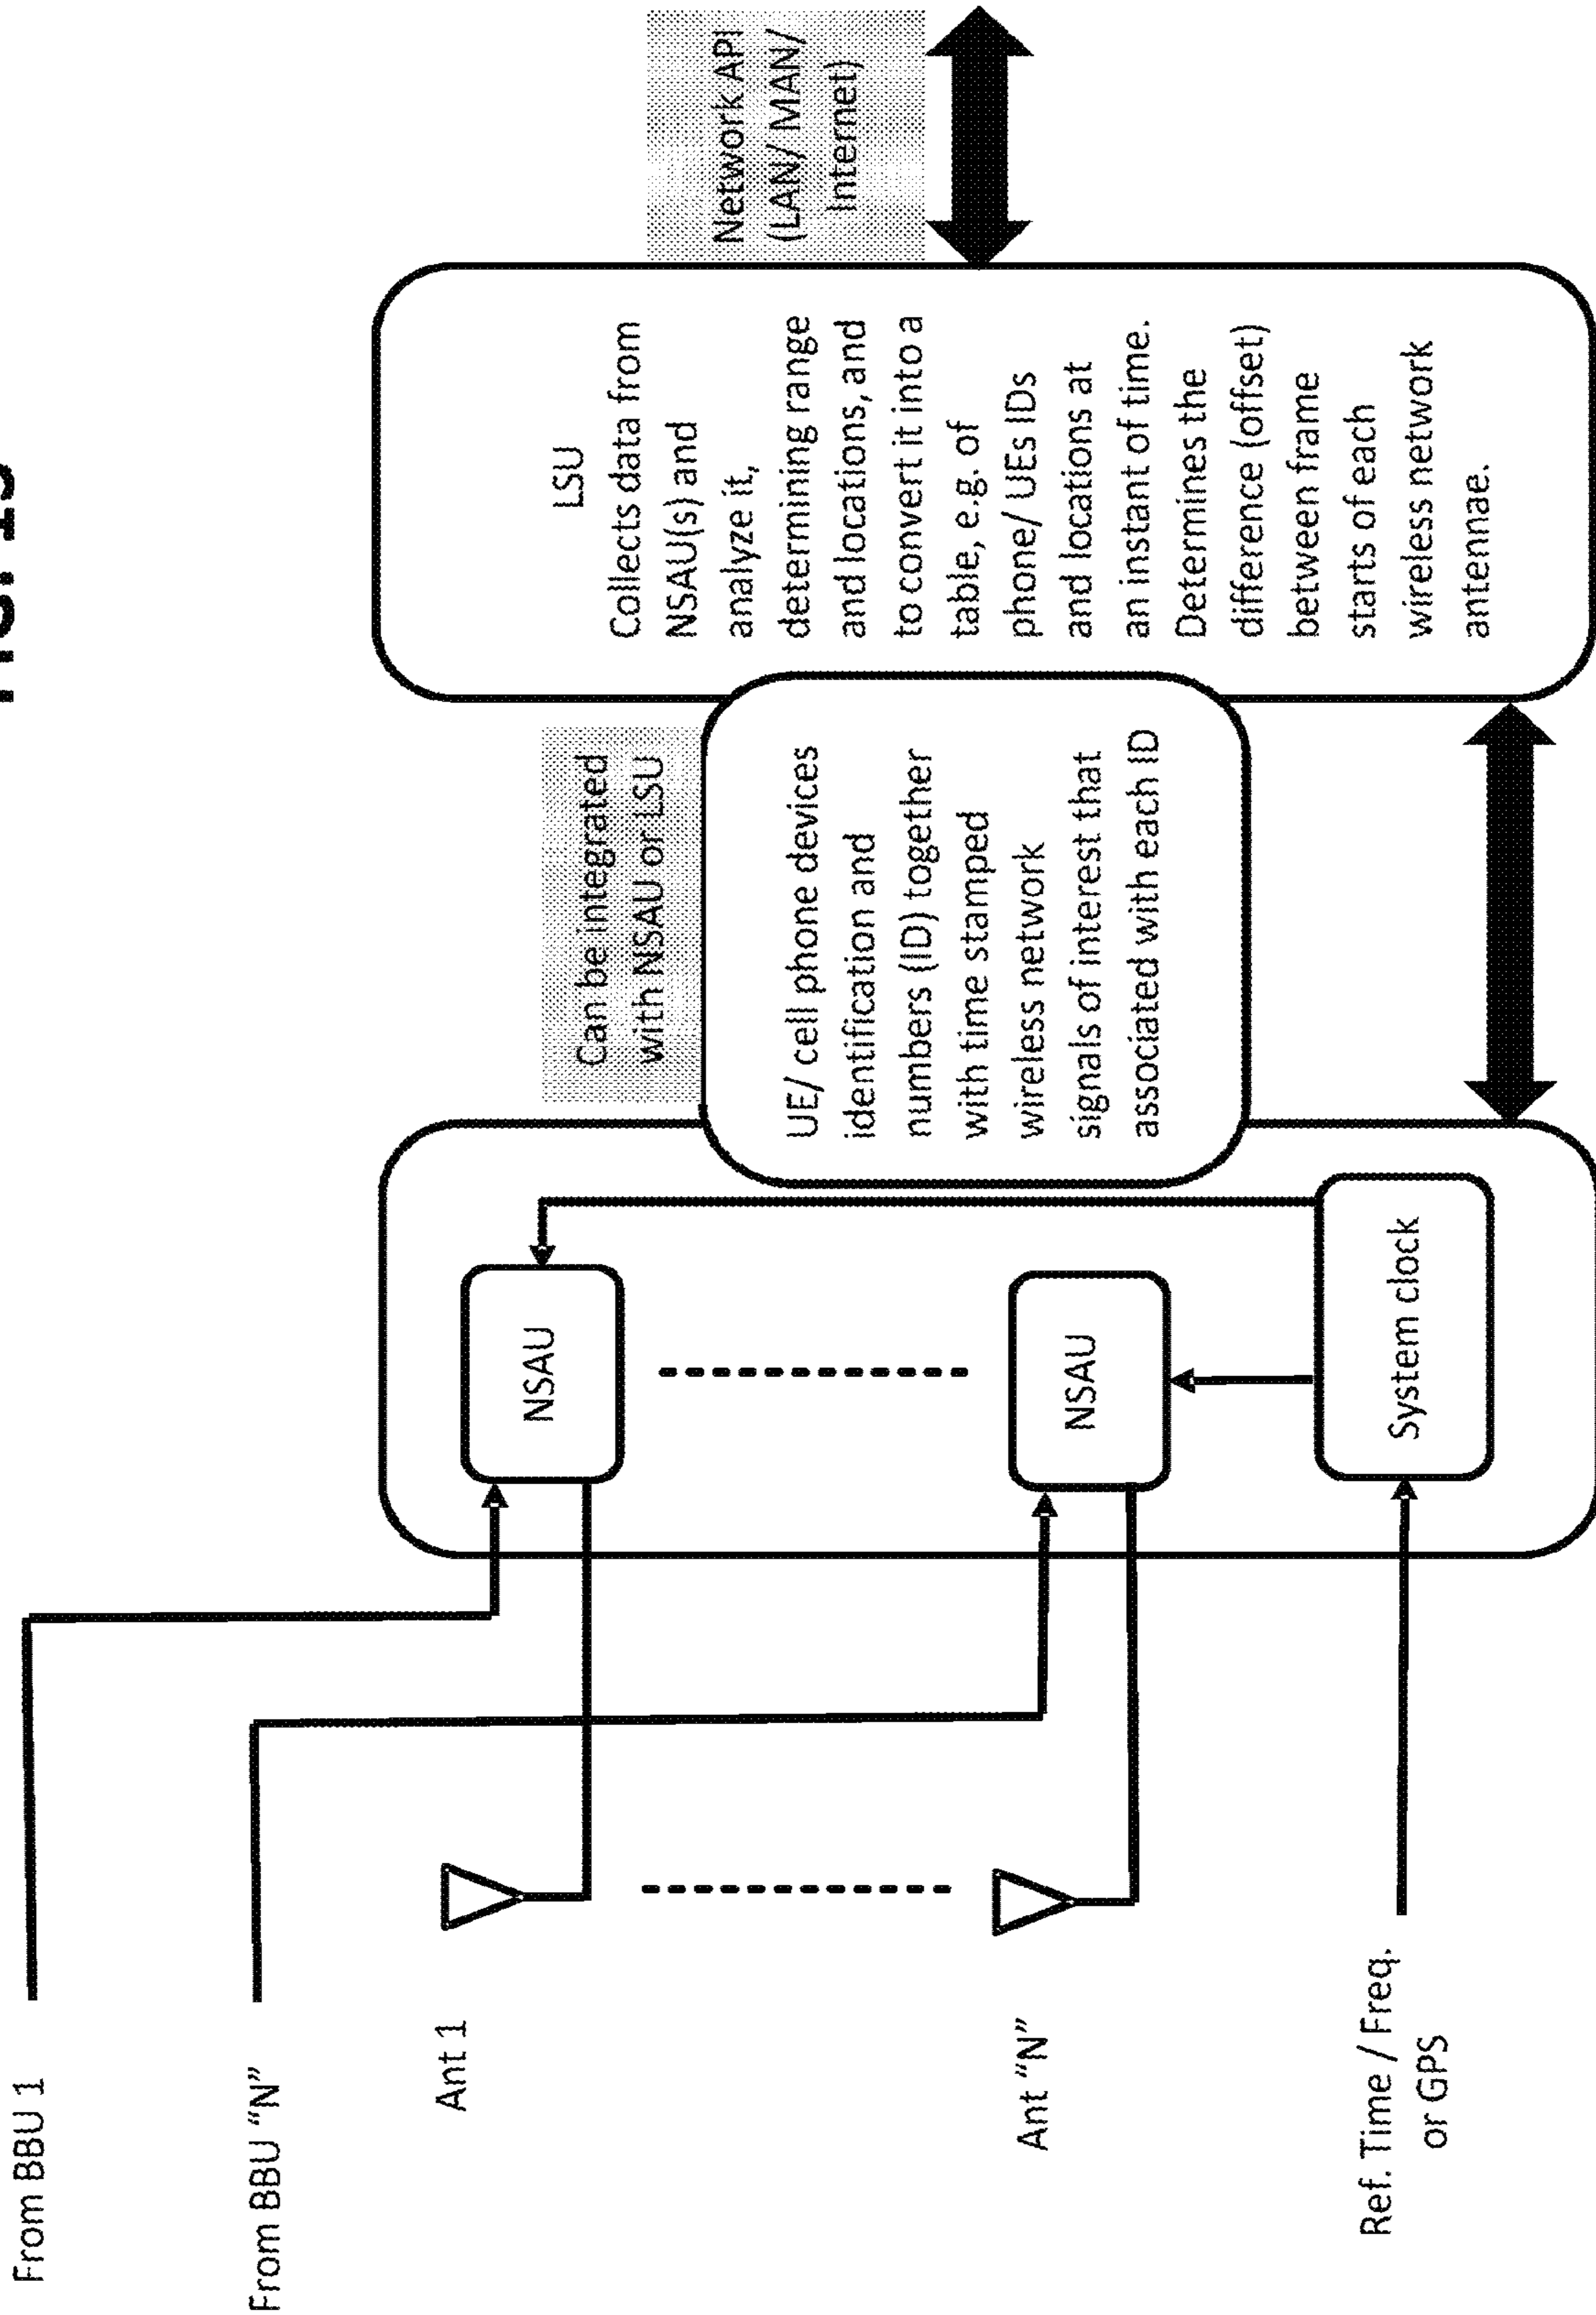 FIG.
From BBU 1
From BBU "N"
Ant 1
Ant "N"
Ref. Time / Freq.
or GPS
NSAU
NSAU
System clock
Can be integrated
with NSAU or LSU
UE/ cell phone devices
identification and
numbers (ID) together
with time stamped
wireless network
signals of interest that
associated with each ID
LSU
Collects data from
NSAU(s) and
analyze it,
determining range
and locations, and
to convert it into a
table, e.g. of
phone/ UEs IDs
and locations at
an instant of time.
Determines the
difference (offset)
between frame
starts of each
wireless network
antennae.
Network API
(LAN/ MAN/
Internet)